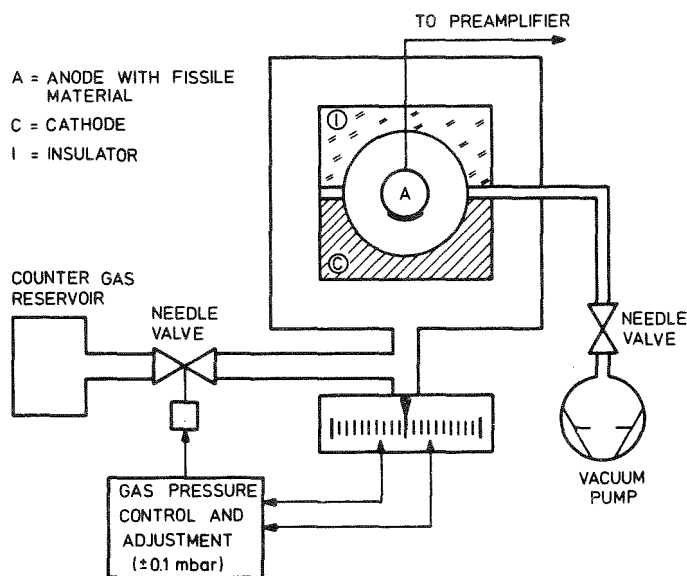 TO PREAMPLIFIER
A = ANODE WITH FISSILE
MATERIAL
C = CATHODE
I = INSULATOR
I
A
C
COUNTER GAS
RESERVOIR
NEEDLE
VALVE
NEEDLE
VALVE
VACUUM
PUMP
GAS PRESSURE
CONTROL AND
ADJUSTMENT
(±0.1 mbar)